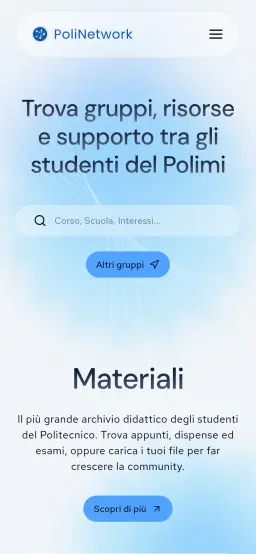 PoliNetwork
Trova gruppi, risorse
e supporto tra gli
studenti del Polimi
Corso, Scuola, Interessi...
Altri gruppi
Materiali
Il più grande archivio didattico degli studenti
del Politecnico. Trova appunti, dispense ed
esami, oppure carica i tuoi file per far
crescere la community.
Scopri di più